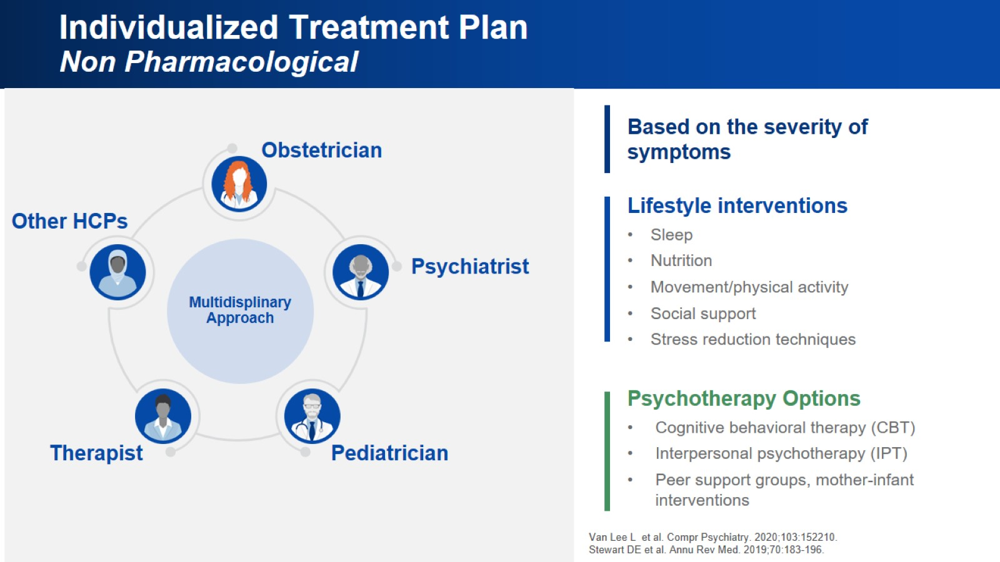 Individualized Treatment Plan
Non Pharmacological
Obstetrician
Other HCPs
Psychiatrist
Multidisplinary
Approach
Therapist
Pediatrician
Based on the severity of
symptoms
Lifestyle interventions
• Sleep
• Nutrition
• Movement/physical activity
• Social support
• Stress reduction techniques
Psychotherapy Options
• Cognitive behavioral therapy (CBT)
• Interpersonal psychotherapy (IPT)
• Peer support groups, mother-infant
interventions
Van Lee L et al. Compr Psychiatry. 2020;103:152210.
Stewart DE et al. Annu Rev Med. 2019;70:183-196.